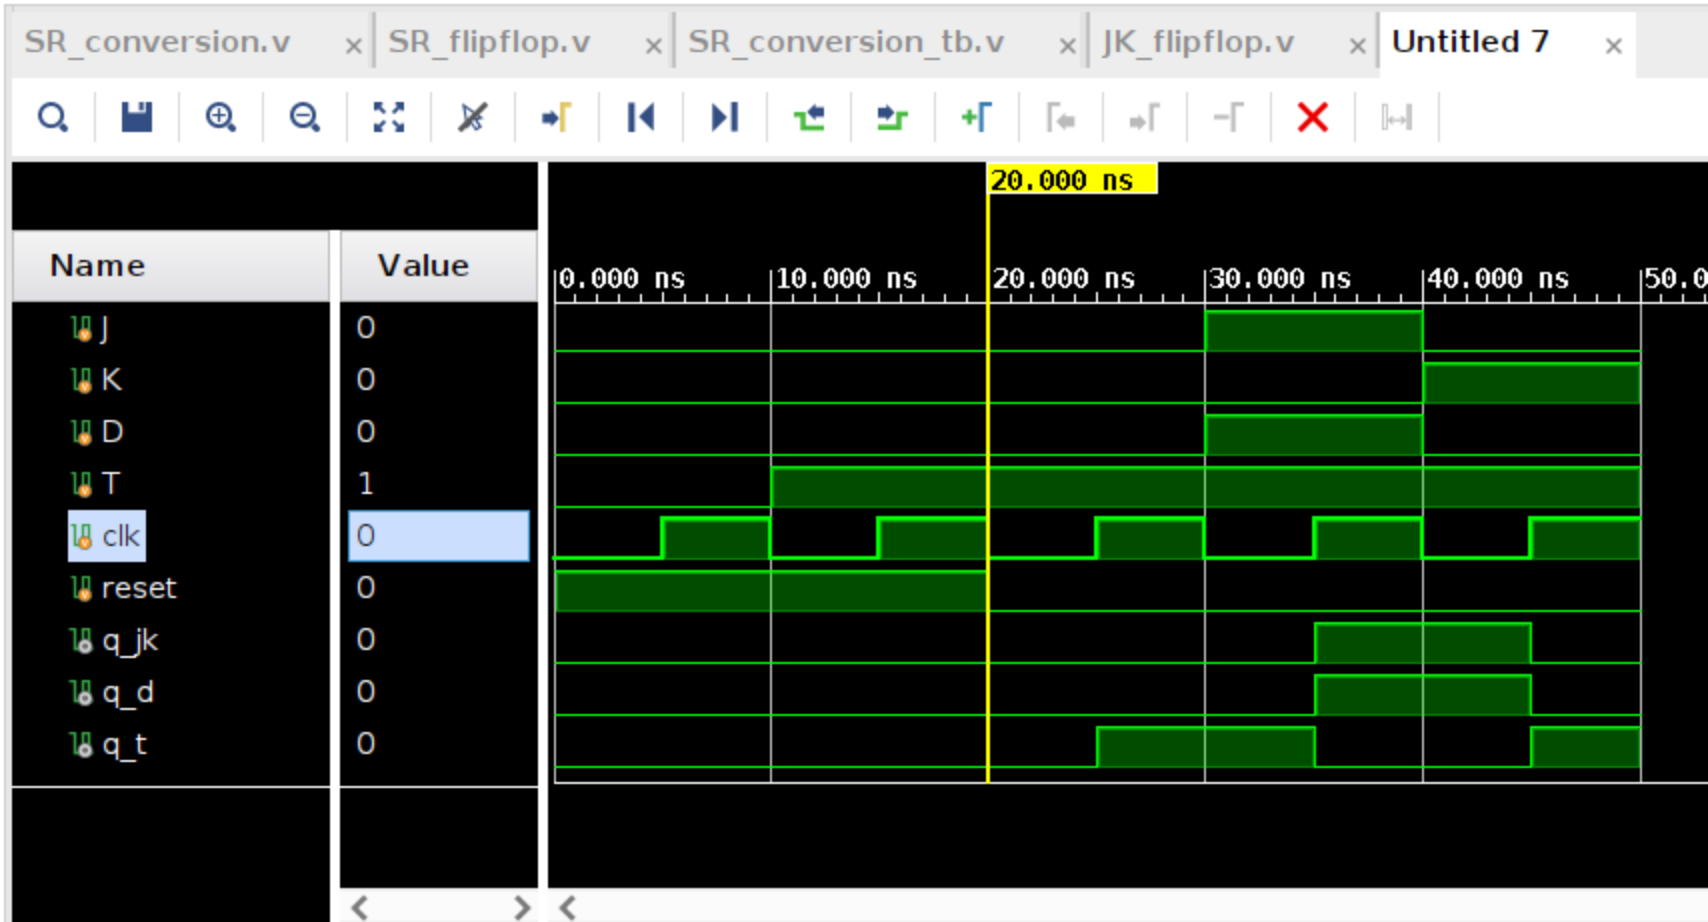 SR_conversion.v × SR_flipflop.v × SR_conversion_tb.v × JK_flipflop.v × Untitled 7 ×
20.000 ns
Name Value
0.000 ns 10.000 ns 20.000 ns 30.000 ns 40.000 ns 50.0
J 0
K 0
D 0
T 1
clk 0
reset 0
q_jk 0
q_d 0
q_t 0